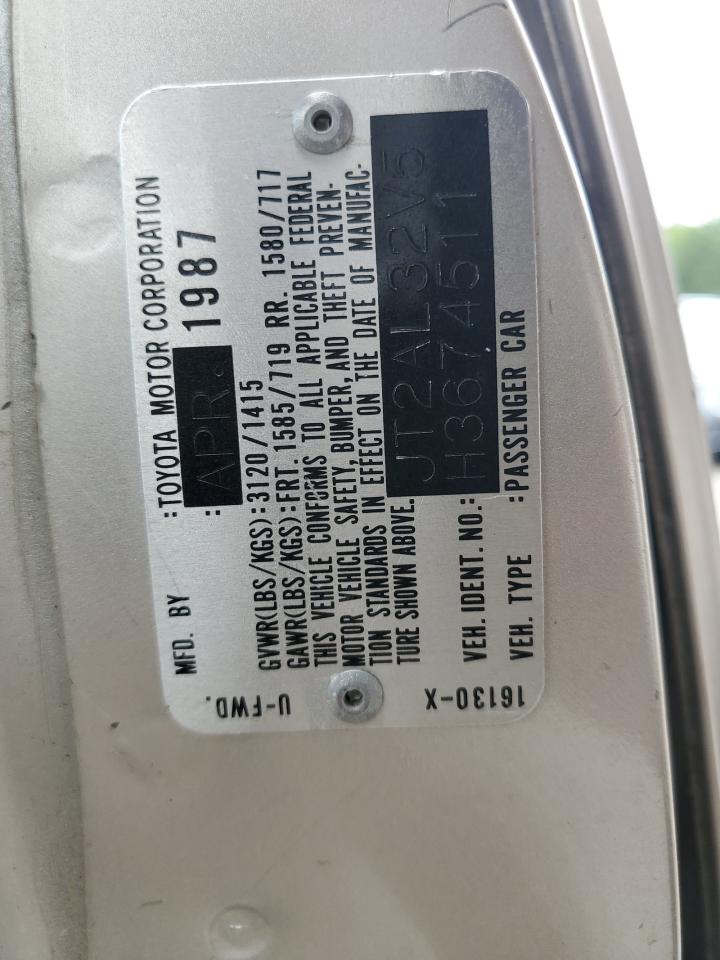 MFD. BY :TOYOTA MOTOR CORPORATION
: APR. 1987
GVWR(LBS/KGS):3120/1415
GAWR(LBS/KGS):FRT. 1585/719 RR. 1580/717
THIS VEHICLE CONFORMS TO ALL APPLICABLE FEDERAL
MOTOR VEHICLE SAFETY, BUMPER, AND THEFT PREVEN-
TION STANDARDS IN EFFECT ON THE DATE OF MANUFAC-
TURE SHOWN ABOVE.
JT2AL32V5
VEH. IDENT. NO.: H3674511
VEH. TYPE :PASSENGER CAR
U-FWD.
16130-X